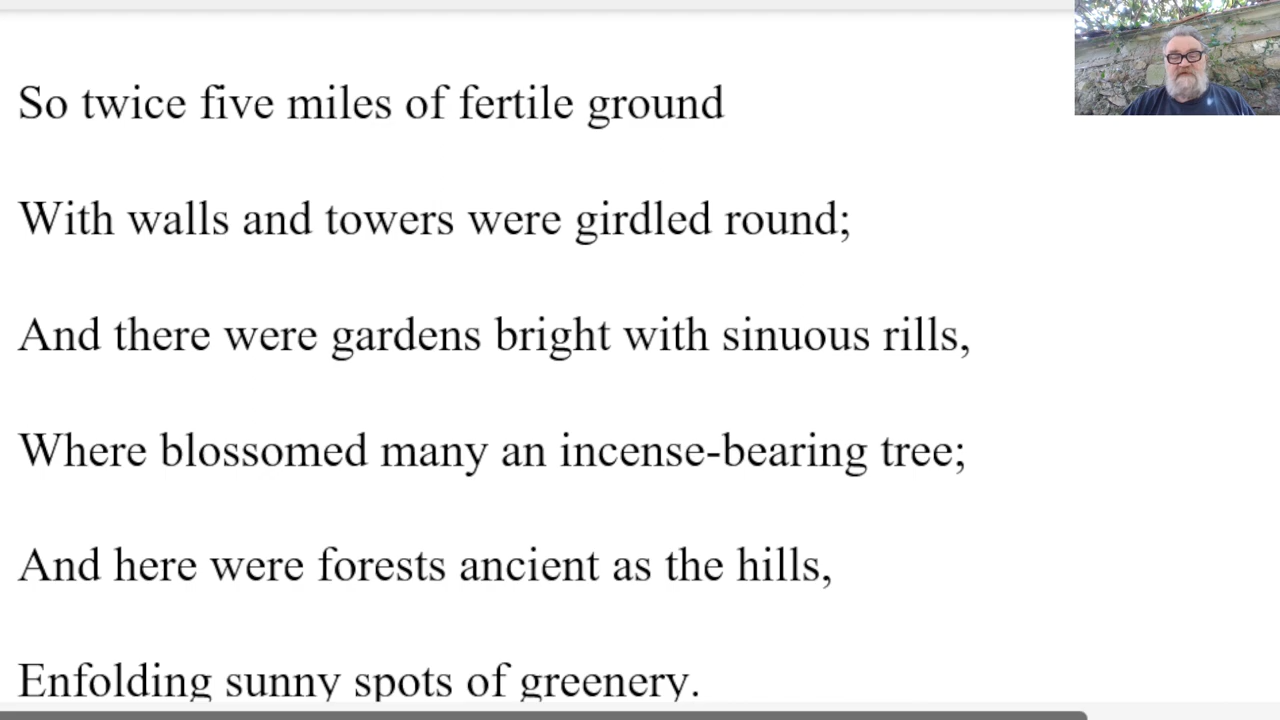 So twice five miles of fertile ground
With walls and towers were girdled round;
And there were gardens bright with sinuous rills,
Where blossomed many an incense-bearing tree;
And here were forests ancient as the hills,
Enfolding sunny spots of greenery.